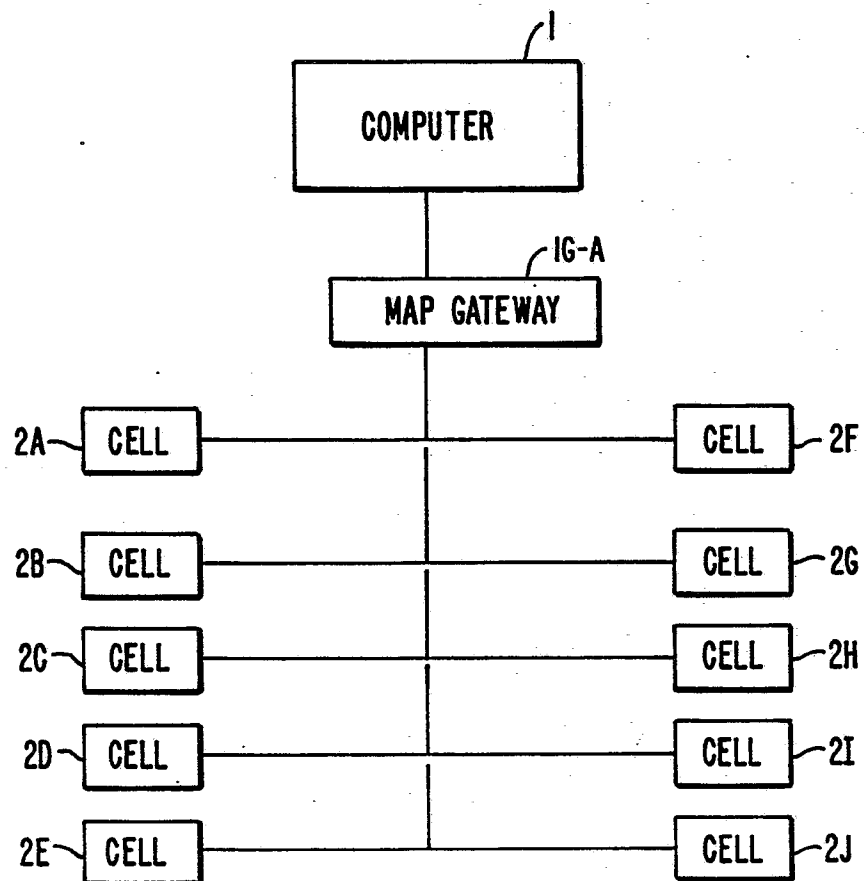 1
COMPUTER
1G-A
MAP GATEWAY
2A CELL CELL 2F
2B CELL CELL 2G
2C CELL CELL 2H
2D CELL CELL 2I
2E CELL CELL 2J